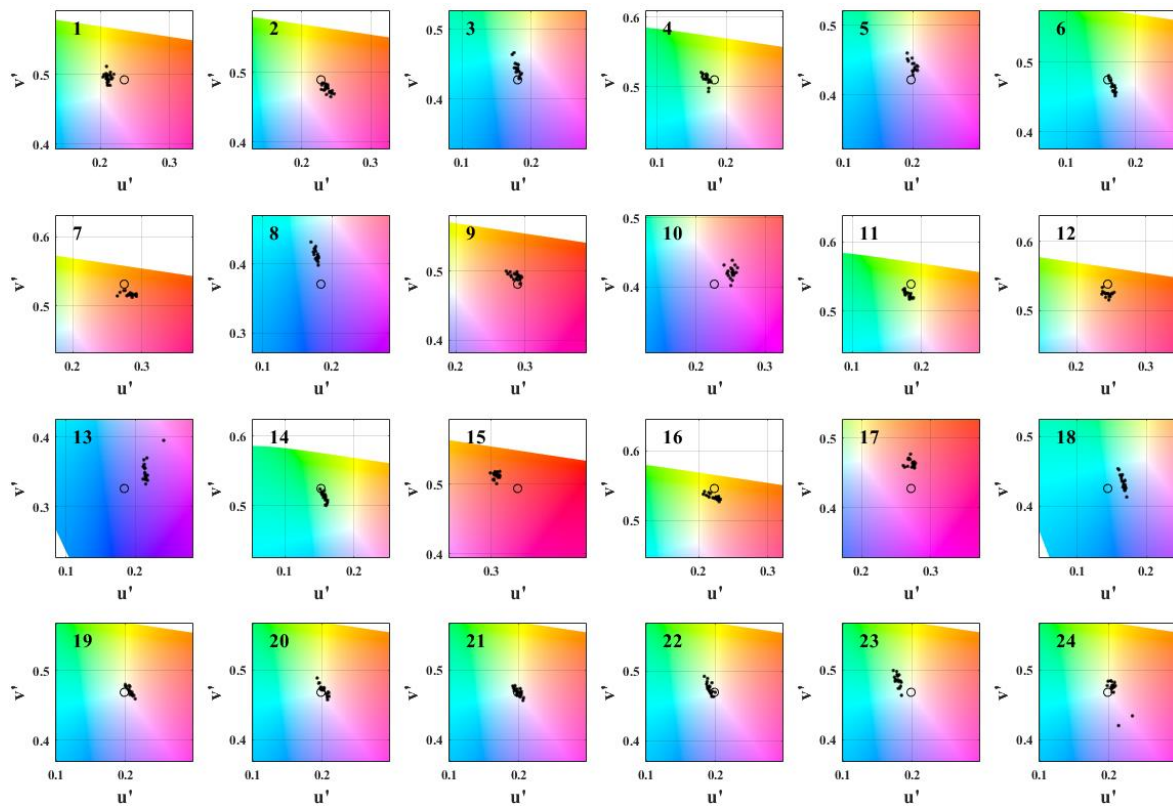 1 2 3 4 5 6
v' 0.5 0.4 v' 0.5 0.4 v' 0.4 v' 0.6 0.5 v' 0.5 0.4 v' 0.5 0.4
0.2 0.3 0.2 0.3 0.1 0.2 0.1 0.2 0.1 0.2 0.1 0.2
u' u' u' u' u' u'
7 8 9 10 11 12
v' 0.6 0.5 v' 0.4 0.3 v' 0.5 0.4 v' 0.5 0.4 v' 0.6 0.5 v' 0.6 0.5
0.2 0.3 0.1 0.2 0.2 0.3 0.2 0.3 0.1 0.2 0.2 0.3
u' u' u' u' u' u'
13 14 15 16 17 18
v' 0.4 0.3 v' 0.6 0.5 v' 0.5 0.4 v' 0.6 0.5 v' 0.5 0.4 v' 0.4 0.3
0.1 0.2 0.1 0.2 0.3 0.2 0.3 0.2 0.3 0.1 0.2
u' u' u' u' u' u'
19 20 21 22 23 24
v' 0.5 0.4 v' 0.5 0.4 v' 0.5 0.4 v' 0.5 0.4 v' 0.5 0.4 v' 0.5 0.4
0.1 0.2 0.1 0.2 0.1 0.2 0.1 0.2 0.1 0.2 0.1 0.2
u' u' u' u' u' u'